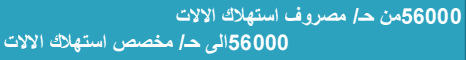 56000من حـ/ مصروف استهلاك الالات
56000الى حـ/ مخصص استهلاك الالات